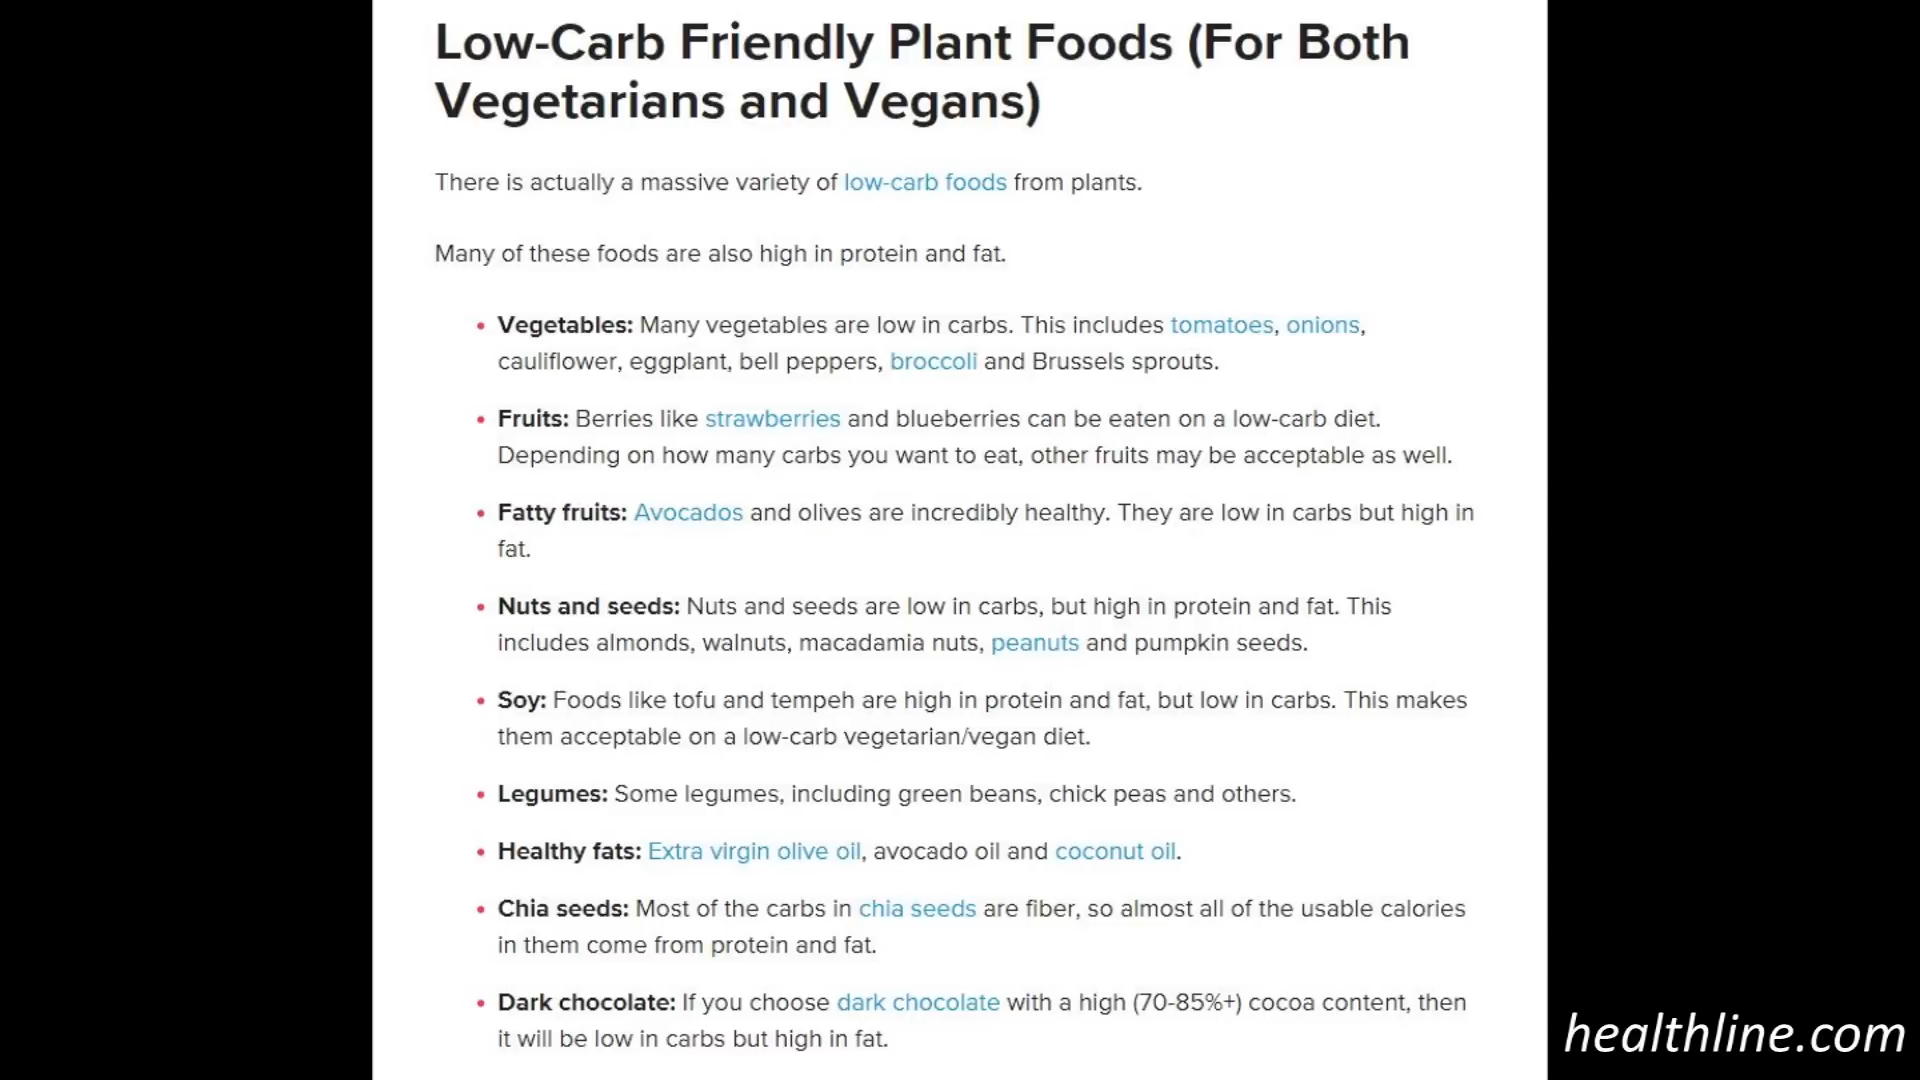 Low-Carb Friendly Plant Foods (For Both
Vegetarians and Vegans)
There is actually a massive variety of low-carb foods from plants.
Many of these foods are also high in protein and fat.
• Vegetables: Many vegetables are low in carbs. This includes tomatoes, onions,
cauliflower, eggplant, bell peppers, broccoli and Brussels sprouts.
• Fruits: Berries like strawberries and blueberries can be eaten on a low-carb diet.
Depending on how many carbs you want to eat, other fruits may be acceptable as well.
• Fatty fruits: Avocados and olives are incredibly healthy. They are low in carbs but high in
fat.
• Nuts and seeds: Nuts and seeds are low in carbs, but high in protein and fat. This
includes almonds, walnuts, macadamia nuts, peanuts and pumpkin seeds.
• Soy: Foods like tofu and tempeh are high in protein and fat, but low in carbs. This makes
them acceptable on a low-carb vegetarian/vegan diet.
• Legumes: Some legumes, including green beans, chick peas and others.
• Healthy fats: Extra virgin olive oil, avocado oil and coconut oil.
• Chia seeds: Most of the carbs in chia seeds are fiber, so almost all of the usable calories
in them come from protein and fat.
• Dark chocolate: If you choose dark chocolate with a high (70-85%+) cocoa content, then
it will be low in carbs but high in fat.
healthline.com